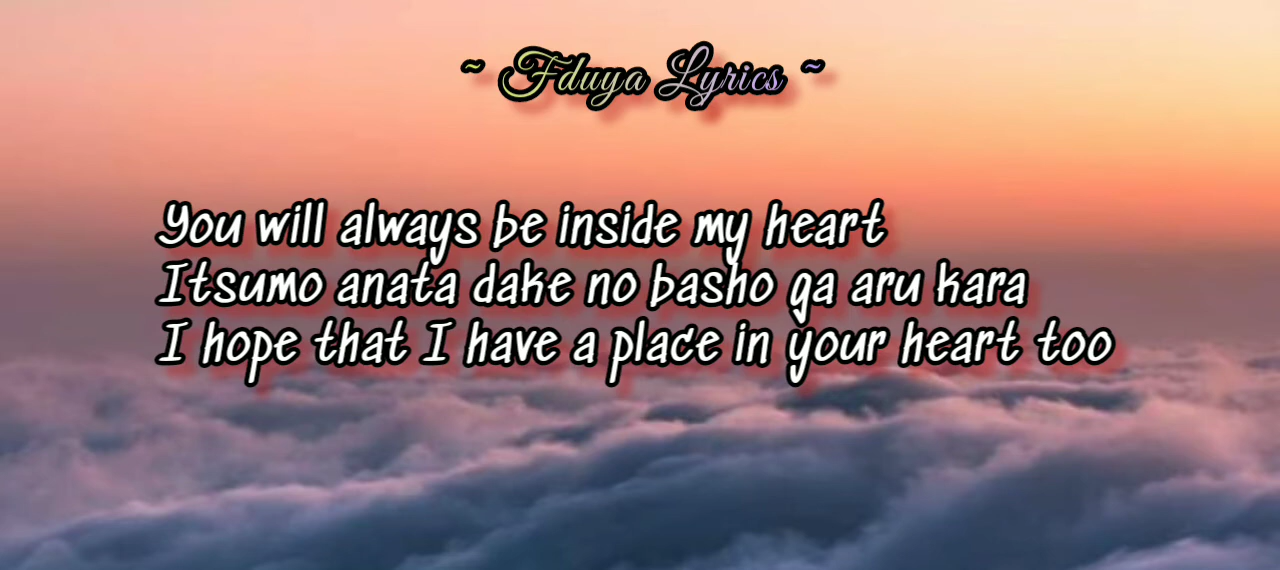 ~ Fduya Lyrics ~
You will always be inside my heart
Itsumo anata dake no basho ga aru kara
I hope that I have a place in your heart too